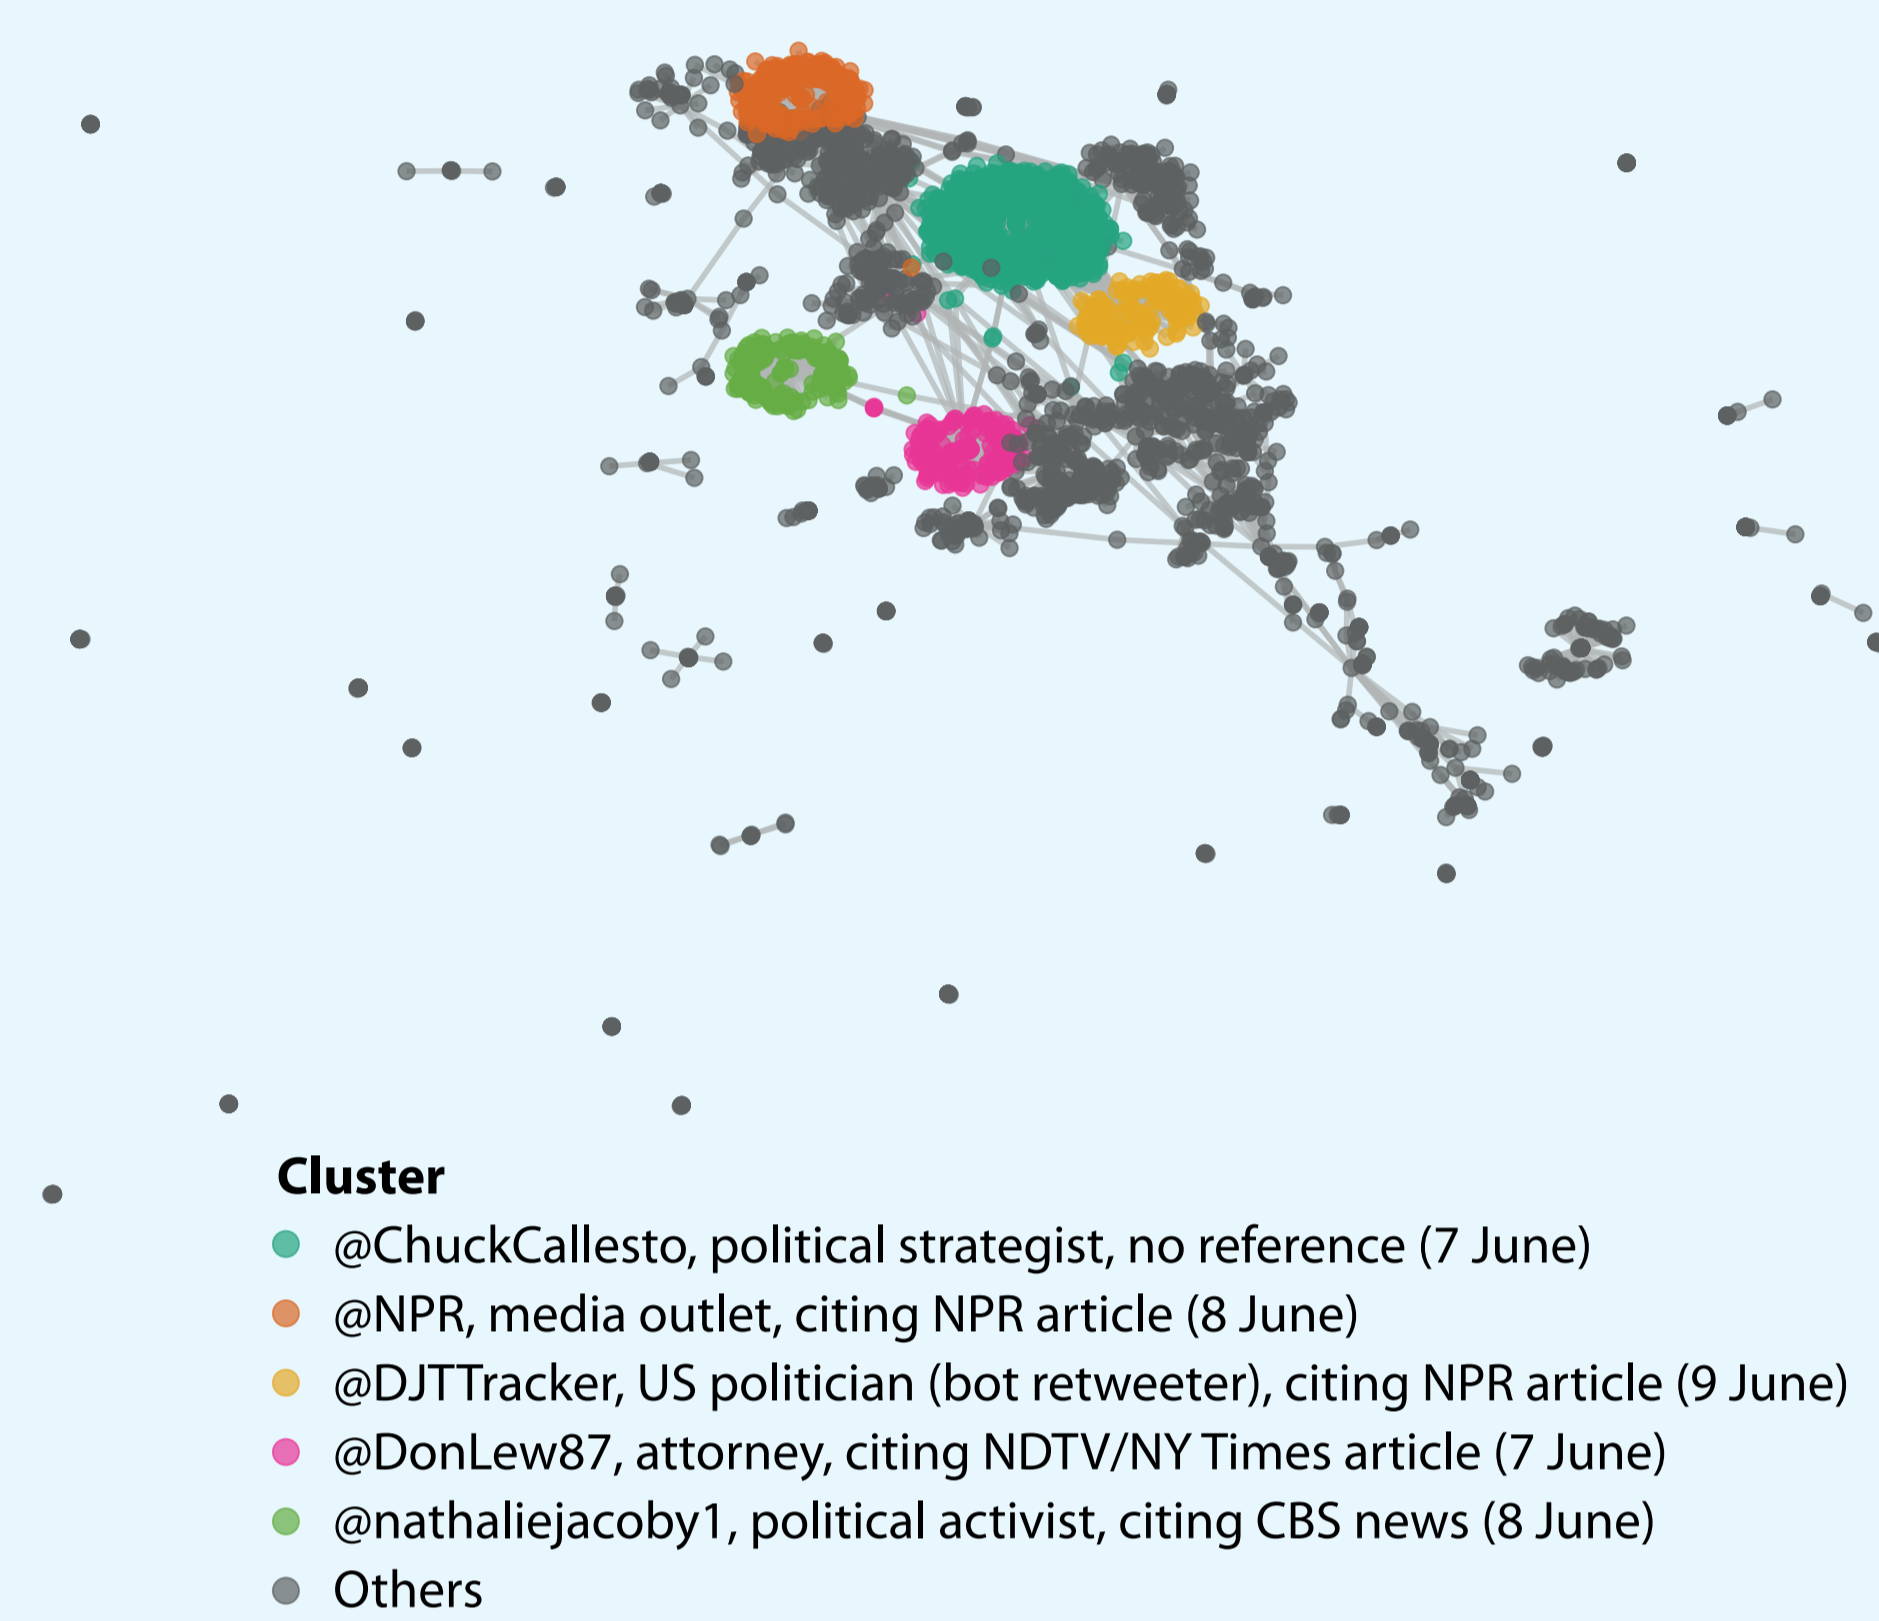 Cluster
@ChuckCallesto, political strategist, no reference (7 June)
@NPR, media outlet, citing NPR article (8 June)
@DJTTracker, US politician (bot retweeter), citing NPR article (9 June)
@DonLew87, attorney, citing NDTV/NY Times article (7 June)
@nathaliejacoby1, political activist, citing CBS news (8 June)
Others